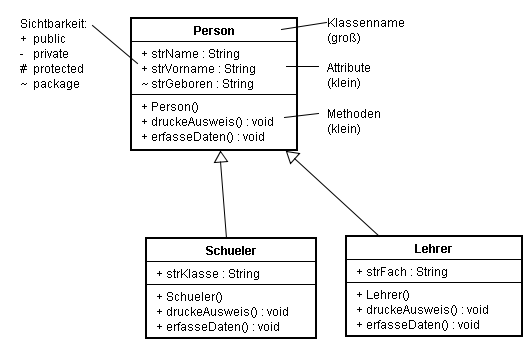 Sichtbarkeit:
+ public
- private
# protected
~ package
Person
+ strName : String
+ strVorname : String
~ strGeboren : String
+ Person()
+ druckeAusweis() : void
+ erfasseDaten() : void
Klassenname
(groß)
Attribute
(klein)
Methoden
(klein)
Schueler
+ strKlasse : String
+ Schueler()
+ druckeAusweis() : void
+ erfasseDaten() : void
Lehrer
+ strFach : String
+ Lehrer()
+ druckeAusweis() : void
+ erfasseDaten() : void